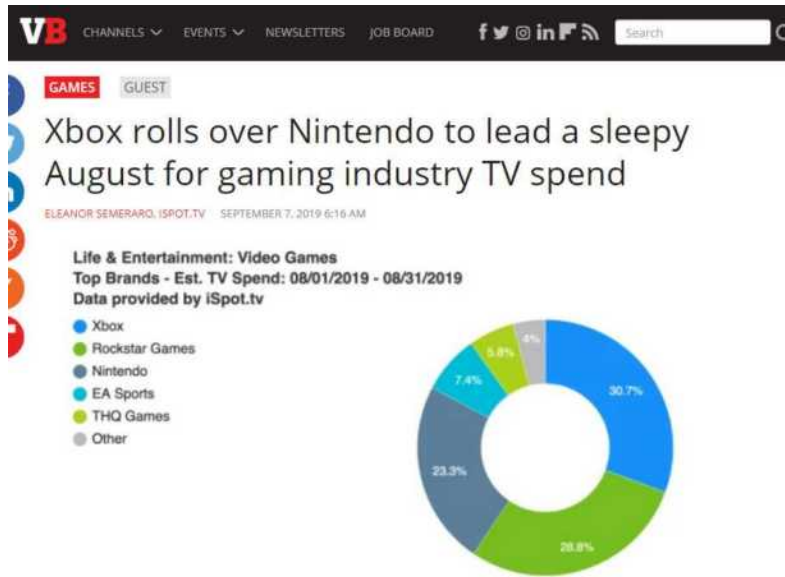 VB CHANNELS EVENTS NEWSLETTERS JOB BOARD Search
GAMES GUEST
Xbox rolls over Nintendo to lead a sleepy
August for gaming industry TV spend
ELEANOR SEMERARO, ISPOT.TV SEPTEMBER 7, 2019 6:16 AM
Life & Entertainment: Video Games
Top Brands - Est. TV Spend: 08/01/2019 - 08/31/2019
Data provided by iSpot.tv
Xbox
Rockstar Games
Nintendo
EA Sports
THQ Games
Other
4%
5.8%
7.4%
30.7%
23.3%
28.8%